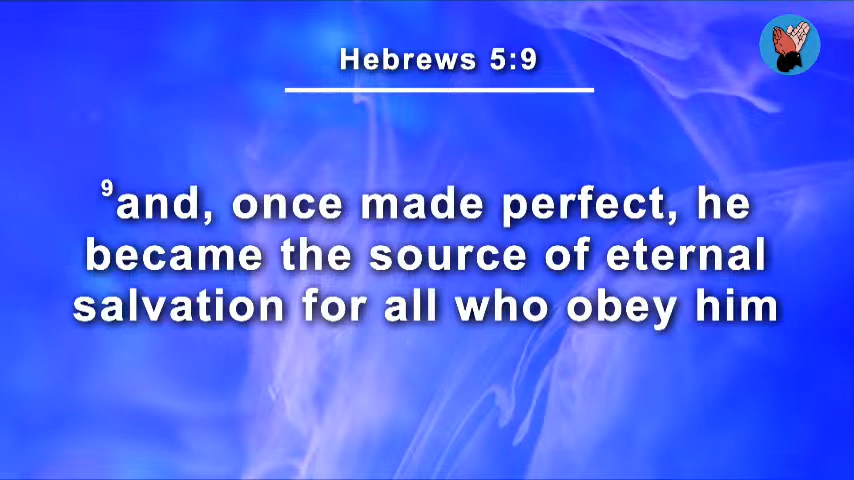 Hebrews 5:9
⁹and, once made perfect, he
became the source of eternal
salvation for all who obey him